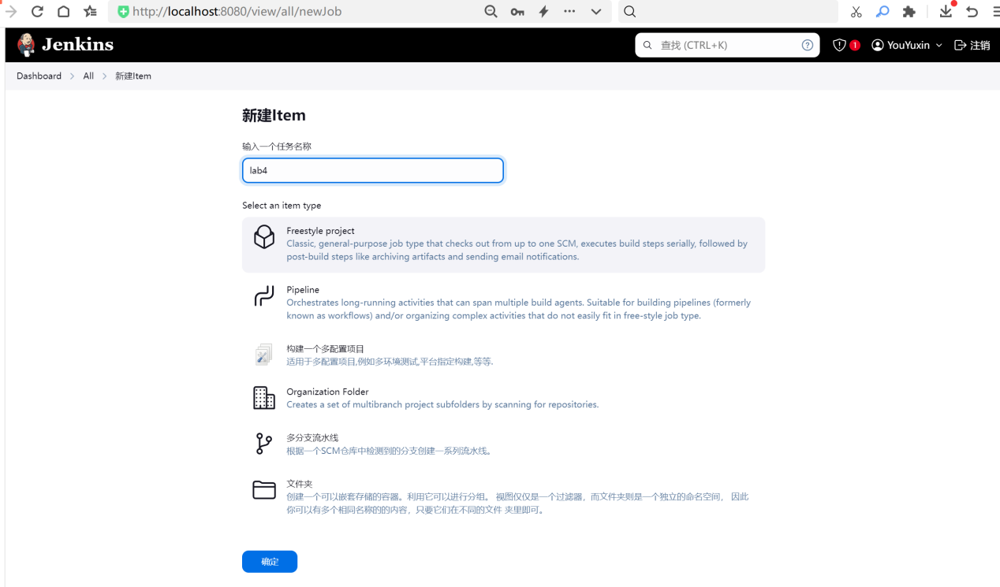 http://localhost:8080/view/all/newJob
Jenkins
查找 (CTRL+K)
1
YouYuxin
注销
Dashboard
All
新建Item
新建Item
输入一个任务名称
lab4
Select an item type
Freestyle project
Classic, general-purpose job type that checks out from up to one SCM, executes build steps serially, followed by
post-build steps like archiving artifacts and sending email notifications.
Pipeline
Orchestrates long-running activities that can span multiple build agents. Suitable for building pipelines (formerly
known as workflows) and/or organizing complex activities that do not easily fit in free-style job type.
构建一个多配置项目
适用于多配置项目,例如多环境测试,平台指定构建,等等.
Organization Folder
Creates a set of multibranch project subfolders by scanning for repositories.
多分支流水线
根据一个SCM仓库中检测到的分支创建一系列流水线。
文件夹
创建一个可以嵌套存储的容器。利用它可以进行分组。 视图仅仅是一个过滤器，而文件夹则是一个独立的命名空间， 因此
你可以有多个相同名称的的内容，只要它们在不同的文件 夹里即可。
确定